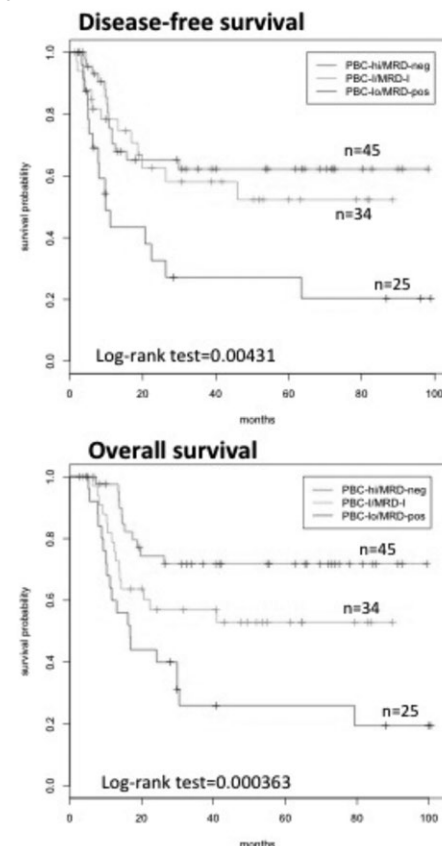 Disease-free survival
1.0
0.8
0.6
0.4
0.2
0.0
survival probability
PBC-hi/MRD-neg
PBC-I/MRD-I
PBC-lo/MRD-pos
n=45
n=34
n=25
Log-rank test=0.00431
0 20 40 60 80 100
months
Overall survival
1.0
0.8
0.6
0.4
0.2
0.0
survival probability
PBC-hi/MRD-neg
PBC-I/MRD-I
PBC-lo/MRD-pos
n=45
n=34
n=25
Log-rank test=0.000363
0 20 40 60 80 100
months